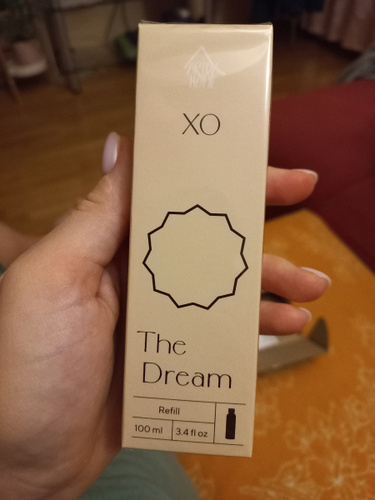 XO
The
Dream
Refill
100 ml
3.4 fl oz